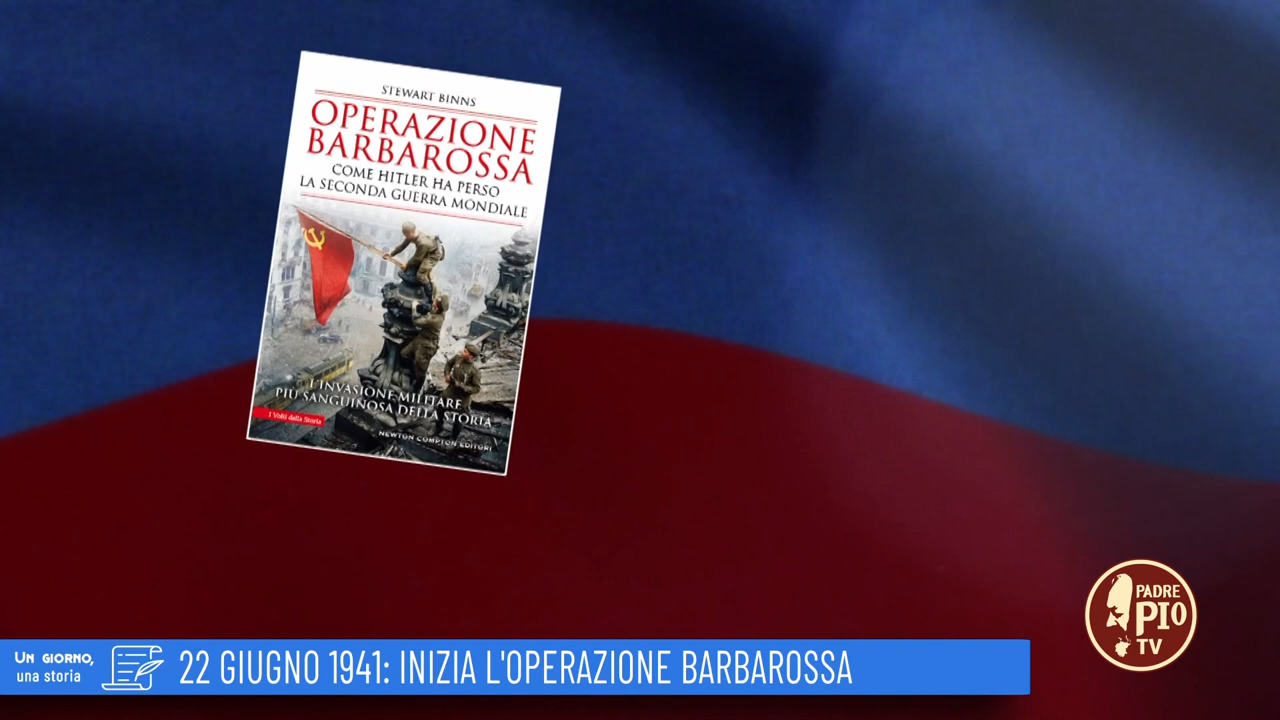 STEWART BINNS
OPERAZIONE
BARBAROSSA
COME HITLER HA PERSO
LA SECONDA GUERRA MONDIALE
L'INVASIONE MILITARE
PIÙ SANGUINOSA DELLA STORIA
I Volti della Storia
NEWTON COMPTON EDITORI
PADRE
PIO
TV
UN GIORNO,
una storia
22 GIUGNO 1941: INIZIA L'OPERAZIONE BARBAROSSA